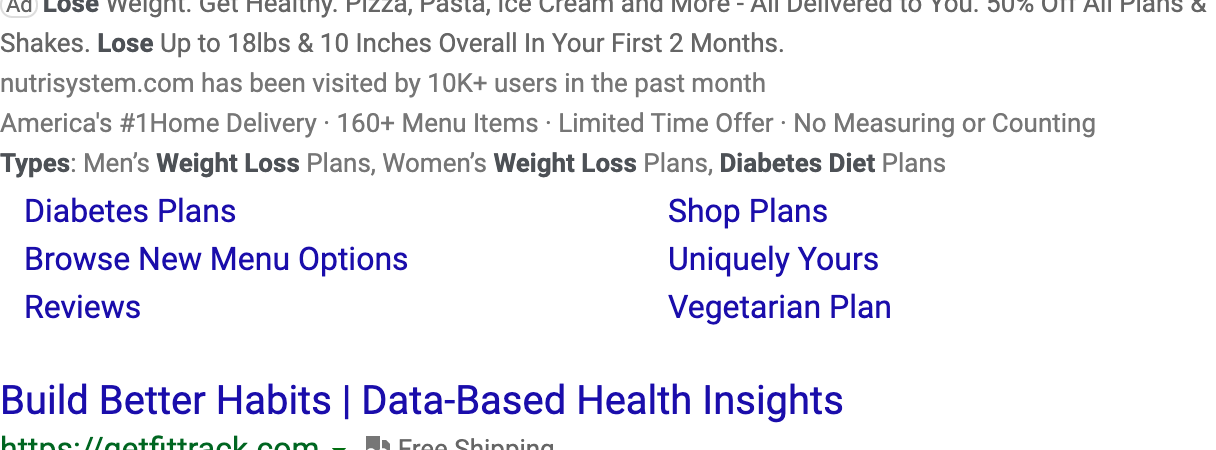 Ad Lose Weight. Get Healthy. Pizza, Pasta, Ice Cream and More - All Delivered to You. 50% Off All Plans &
Shakes. Lose Up to 18lbs & 10 Inches Overall In Your First 2 Months.
nutrisystem.com has been visited by 10K+ users in the past month
America's #1Home Delivery · 160+ Menu Items · Limited Time Offer · No Measuring or Counting
Types: Men’s Weight Loss Plans, Women’s Weight Loss Plans, Diabetes Diet Plans
Diabetes Plans Shop Plans
Browse New Menu Options Uniquely Yours
Reviews Vegetarian Plan
Build Better Habits | Data-Based Health Insights
https://getfittrack.com Free Shipping